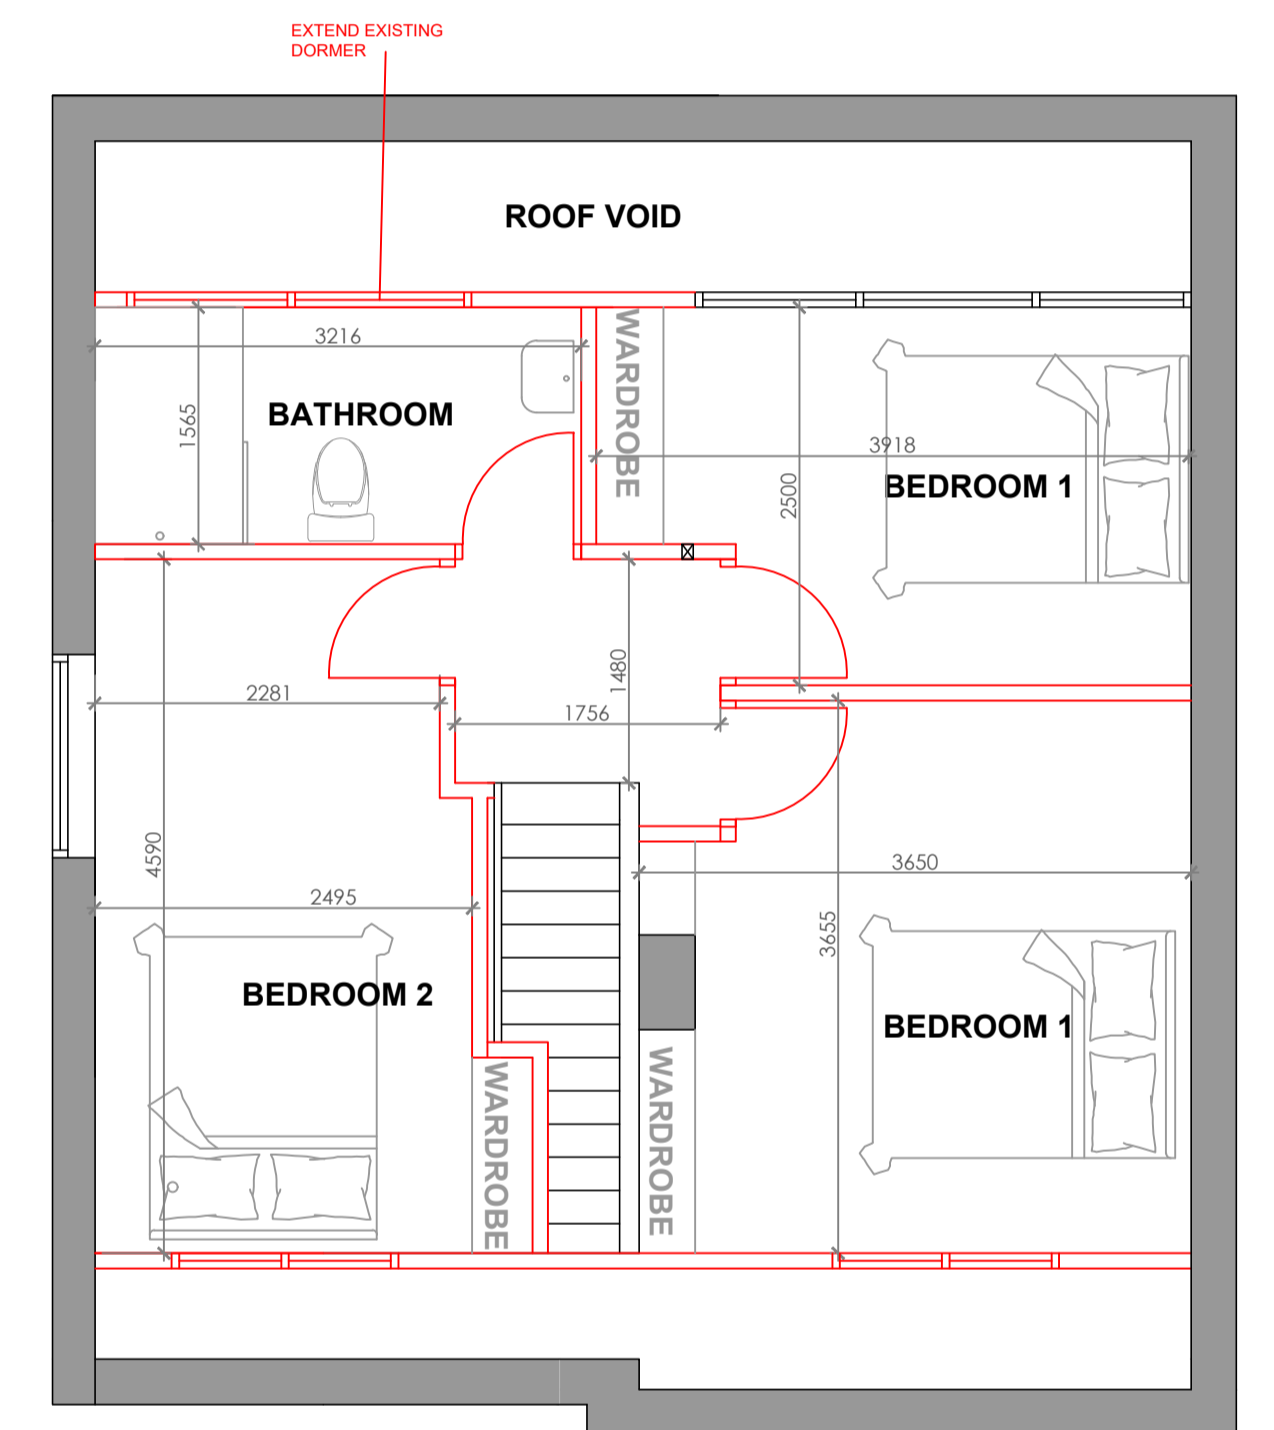 EXTEND EXISTING
DORMER
ROOF VOID
3216
WARDROBE
1565
BATHROOM
3918
BEDROOM 1
2500
1480
2281
1756
4590
3650
2495
3655
BEDROOM 2
BEDROOM 1
WARDROBE
WARDROBE